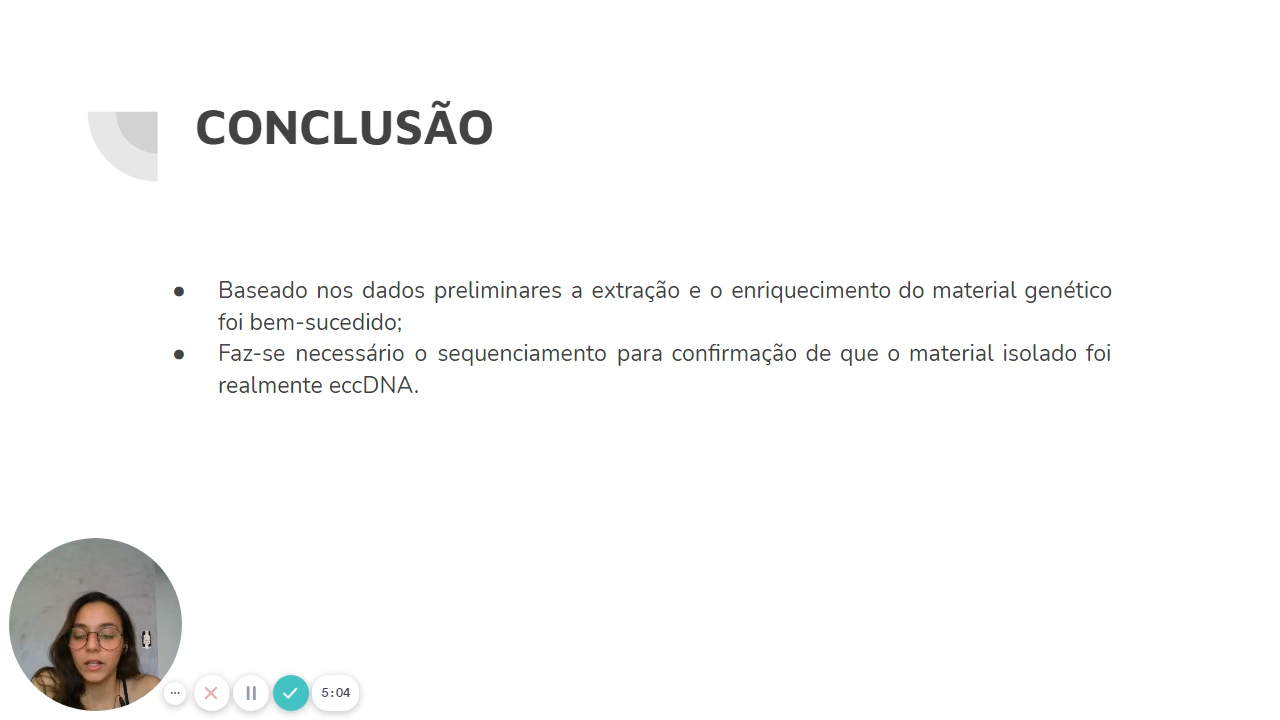 CONCLUSÃO
● Baseado nos dados preliminares a extração e o enriquecimento do material genético
foi bem-sucedido;
● Faz-se necessário o sequenciamento para confirmação de que o material isolado foi
realmente eccDNA.
5:04